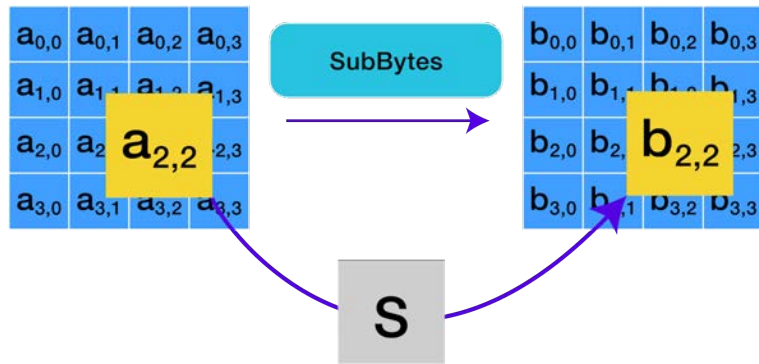 a0,0 a0,1 a0,2 a0,3
SubBytes
b0,0 b0,1 b0,2 b0,3
a1,0
b1,0
a2,2
b2,2
a2,0
b2,0
a3,0 a3,1 a3,2 a3,3
b3,0 b3,2 b3,3
S